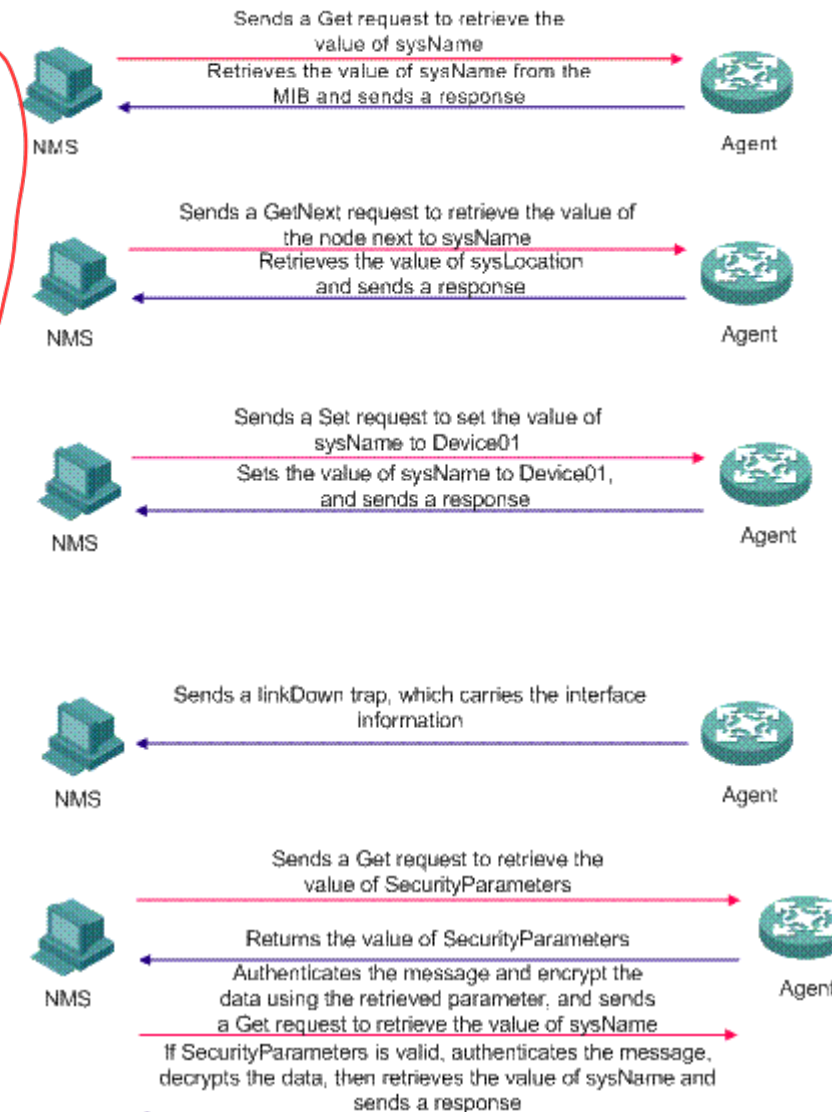 Sends a Get request to retrieve the
value of sysName
Retrieves the value of sysName from the
MIB and sends a response
NMS
Agent
Sends a GetNext request to retrieve the value of
the node next to sysName
Retrieves the value of sysLocation
and sends a response
NMS
Agent
Sends a Set request to set the value of
sysName to Device01
Sets the value of sysName to Device01,
and sends a response
NMS
Agent
Sends a linkDown trap, which carries the interface
information
NMS
Agent
Sends a Get request to retrieve the
value of SecurityParameters
Returns the value of SecurityParameters
Authenticates the message and encrypt the
data using the retrieved parameter, and sends
a Get request to retrieve the value of sysName
NMS
Agent
If SecurityParameters is valid, authenticates the message,
decrypts the data, then retrieves the value of sysName and
sends a response